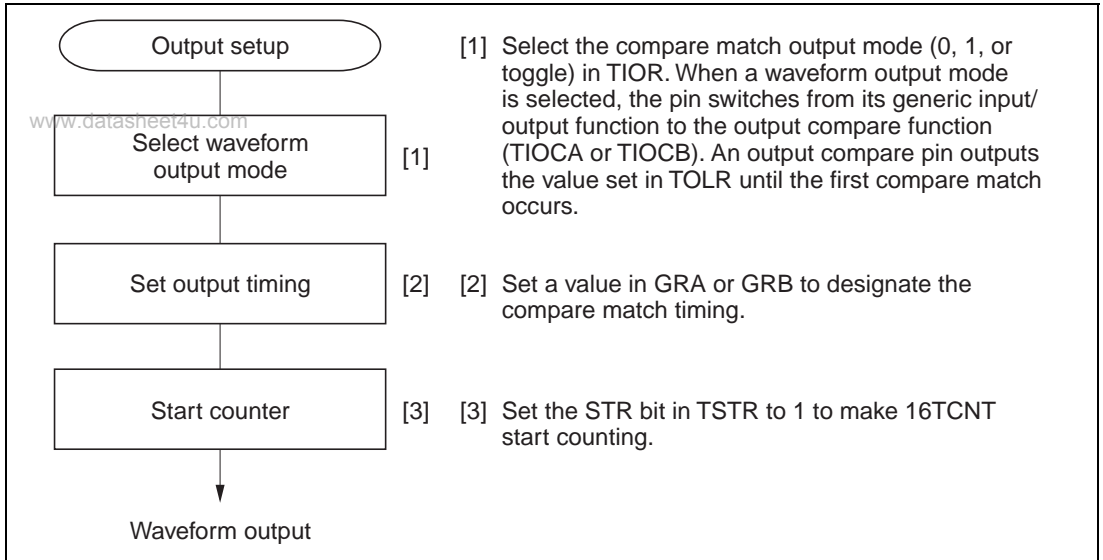 Output setup
www.datasheet4u.com
Select waveform
output mode
[1]
Set output timing
[2]
Start counter
[3]
Waveform output
[1] Select the compare match output mode (0, 1, or
toggle) in TIOR. When a waveform output mode
is selected, the pin switches from its generic input/
output function to the output compare function
(TIOCA or TIOCB). An output compare pin outputs
the value set in TOLR until the first compare match
occurs.
[2] Set a value in GRA or GRB to designate the
compare match timing.
[3] Set the STR bit in TSTR to 1 to make 16TCNT
start counting.